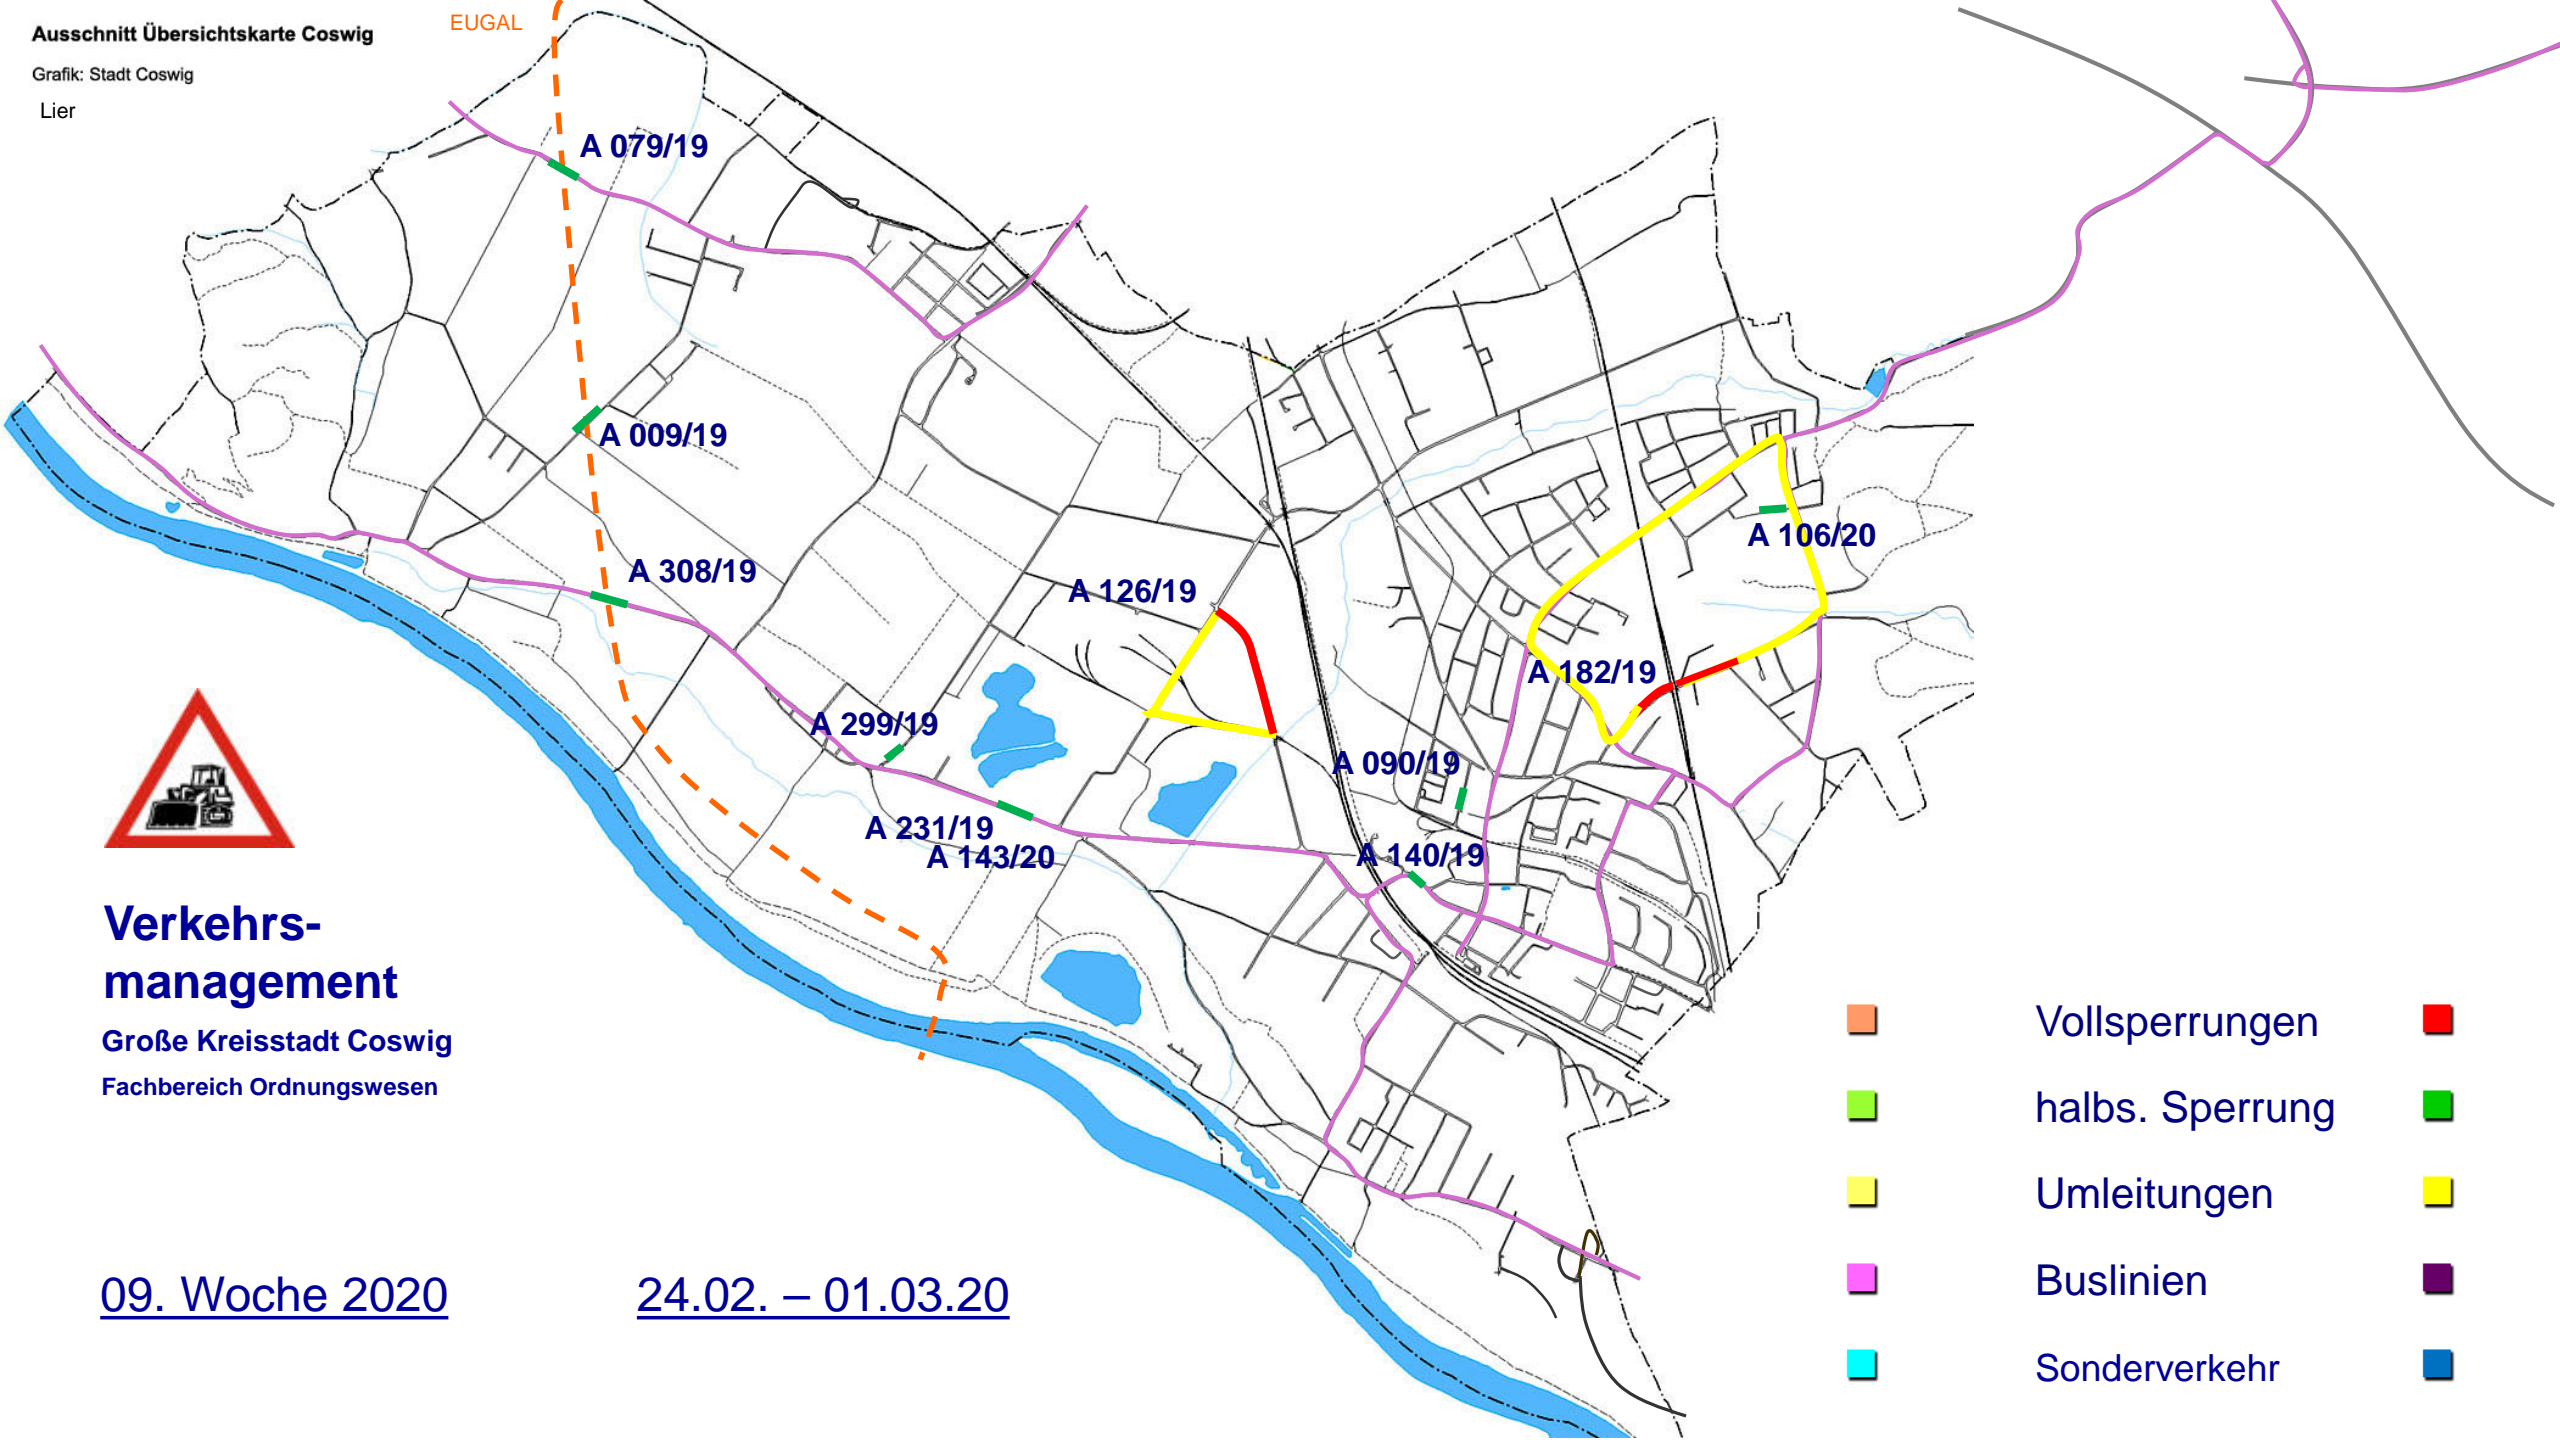 Ausschnitt Übersichtskarte Coswig
EUGAL
Grafik: Stadt Coswig
Lier
A 079/19
A 009/19
A 308/19
A 126/19
A 106/20
A 182/19
A 299/19
A 090/19
A 231/19
A 143/20
A 140/19
Verkehrs-
management
Große Kreisstadt Coswig
Fachbereich Ordnungswesen
09. Woche 2020
24.02. – 01.03.20
Vollsperrungen
halbs. Sperrung
Umleitungen
Buslinien
Sonderverkehr